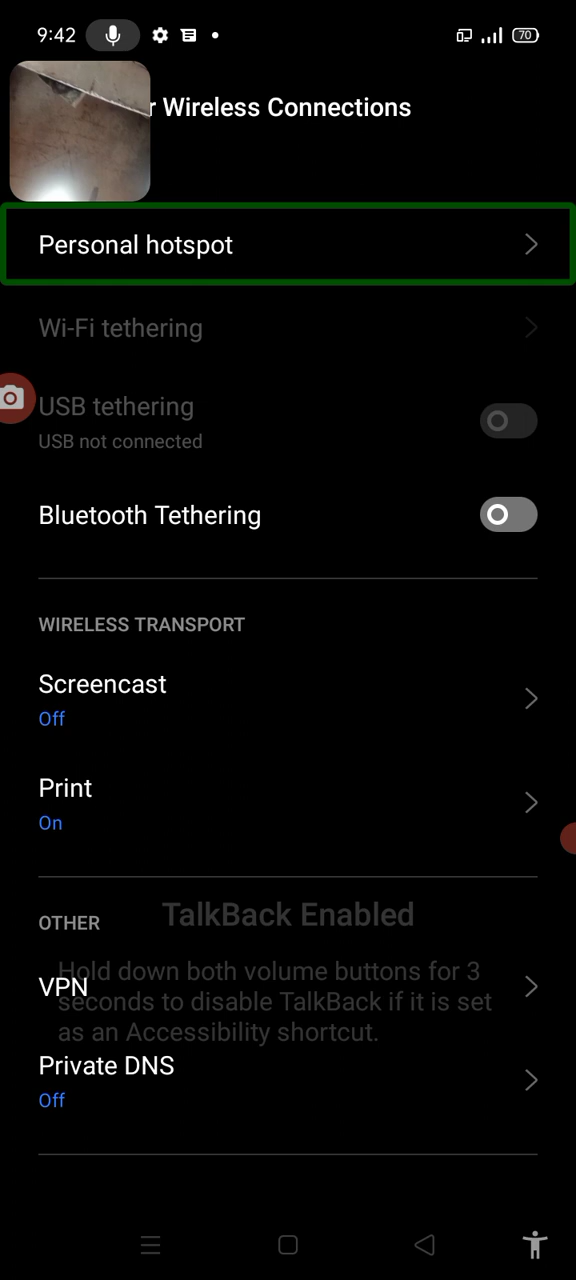 9:42
70
r Wireless Connections
Personal hotspot
Wi-Fi tethering
USB tethering
USB not connected
Bluetooth Tethering
WIRELESS TRANSPORT
Screencast
Off
Print
On
OTHER
TalkBack Enabled
Hold down both volume buttons for 3
seconds to disable TalkBack if it is set
as an Accessibility shortcut.
VPN
Private DNS
Off